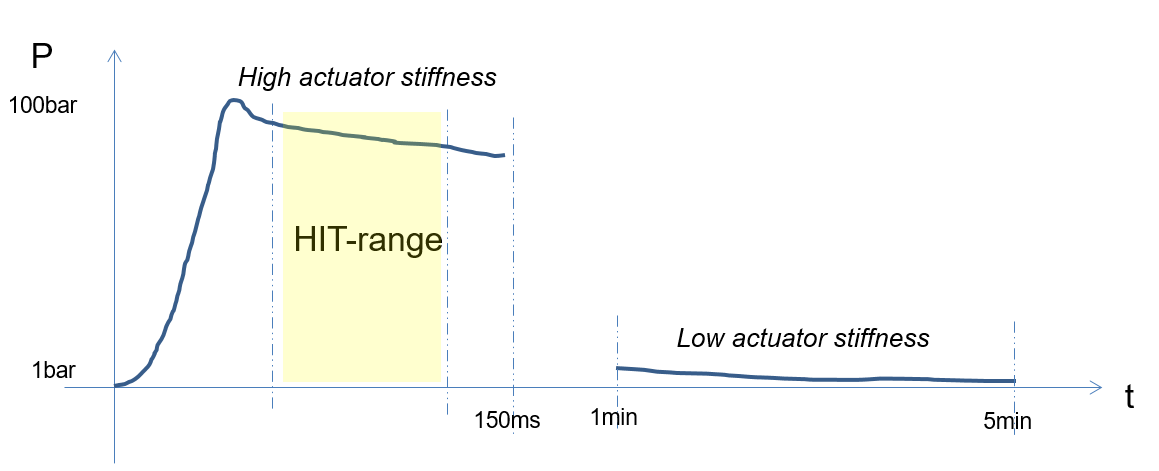 P
High actuator stiffness
100bar
HIT-range
Low actuator stiffness
1bar
t
150ms
1min
5min